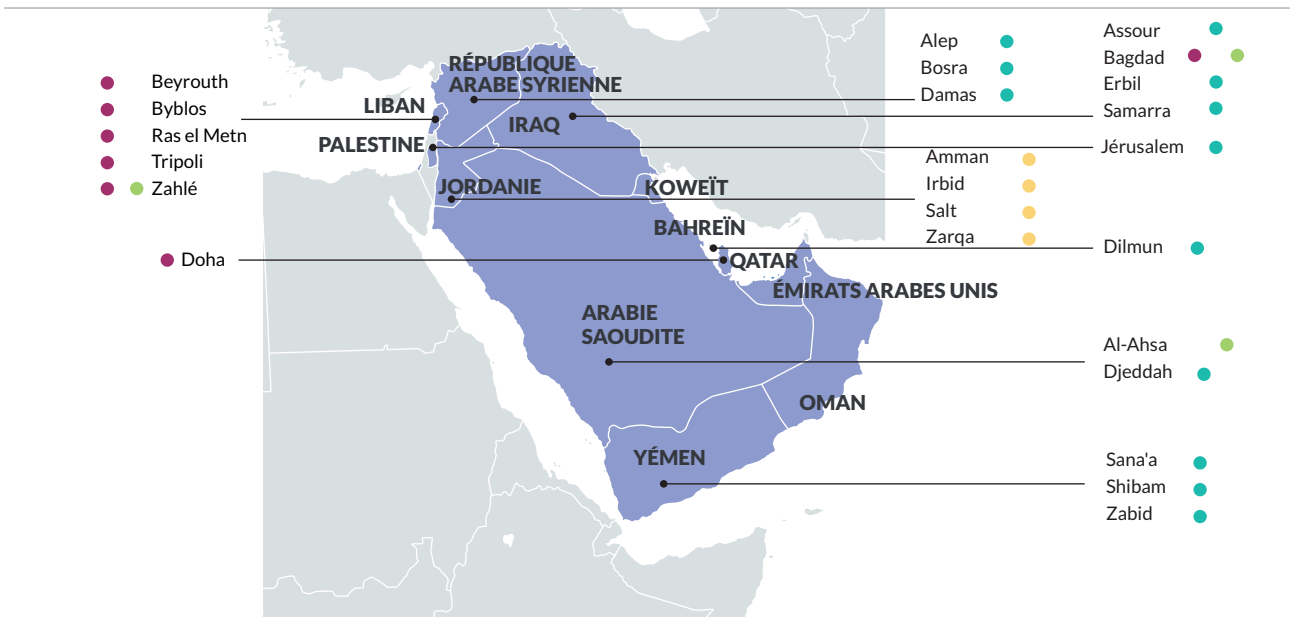 Beyrouth
Byblos
Ras el Metn
Tripoli
Zahlé
Doha
RÉPUBLIQUE
ARABE SYRIENNE
LIBAN
IRAQ
PALESTINE
JORDANIE
KOWEÏT
BAHREÏN
QATAR
ÉMIRATS ARABES UNIS
ARABIE
SAOUDITE
OMAN
YÉMEN
Alep
Bosra
Damas
Amman
Irbid
Salt
Zarqa
Assour
Bagdad
Erbil
Samarra
Jérusalem
Dilmun
Al-Ahsa
Djeddah
Sana'a
Shibam
Zabid